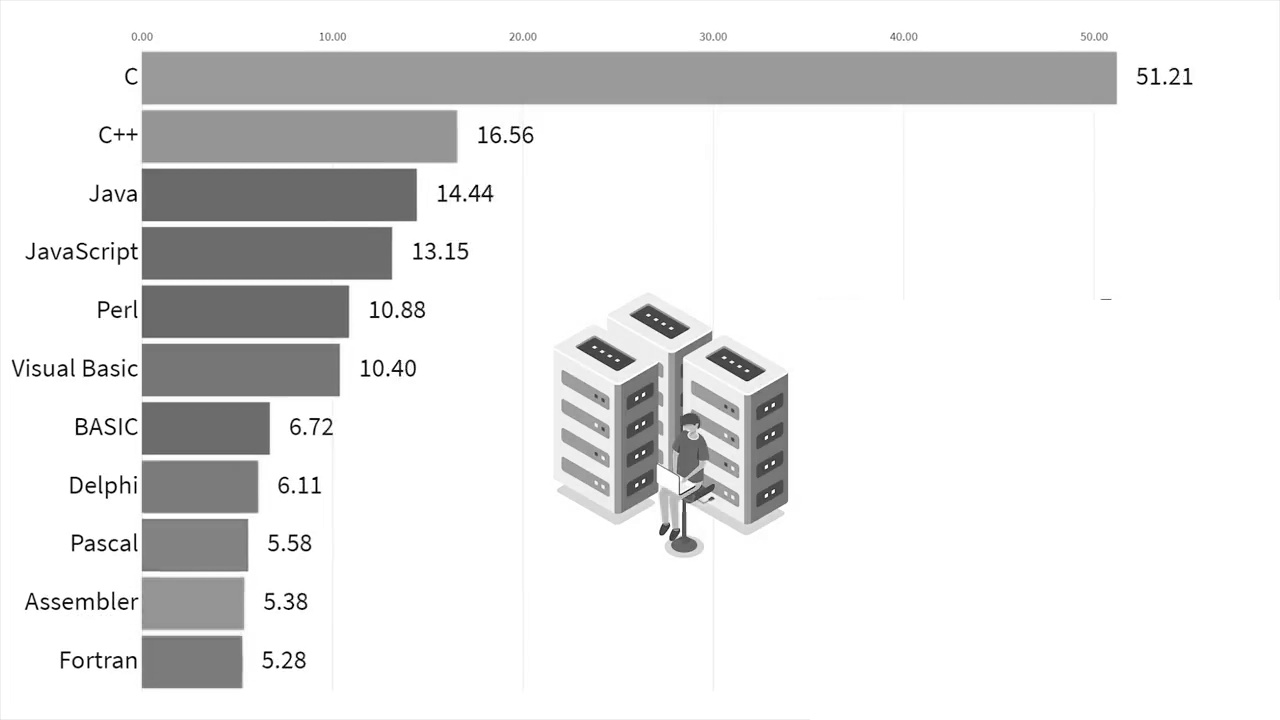 0.00 10.00 20.00 30.00 40.00 50.00
C 51.21
C++ 16.56
Java 14.44
JavaScript 13.15
Perl 10.88
Visual Basic 10.40
BASIC 6.72
Delphi 6.11
Pascal 5.58
Assembler 5.38
Fortran 5.28